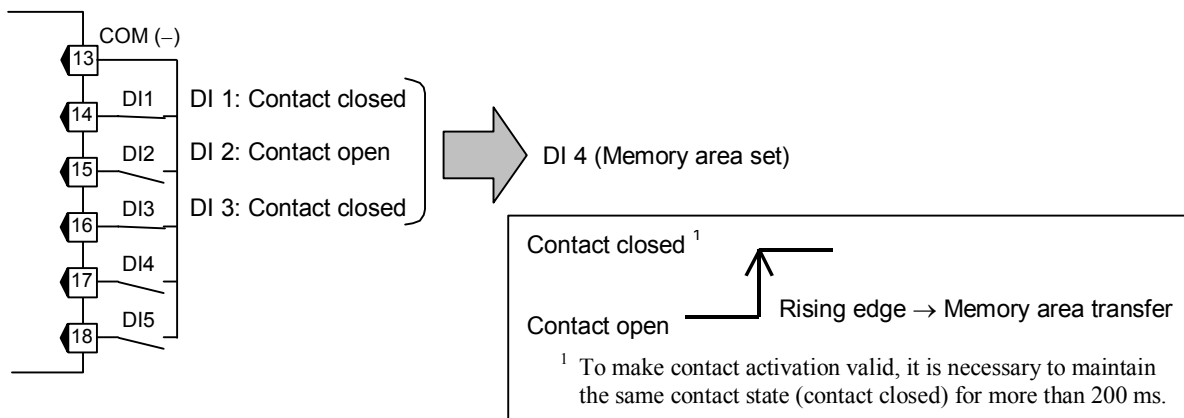 COM (–)
13
14 DI1 DI 1: Contact closed
15 DI2 DI 2: Contact open
DI 4 (Memory area set)
16 DI3 DI 3: Contact closed
17 DI4
18 DI5
Contact closed 1
Contact open
Rising edge → Memory area transfer
1 To make contact activation valid, it is necessary to maintain
the same contact state (contact closed) for more than 200 ms.